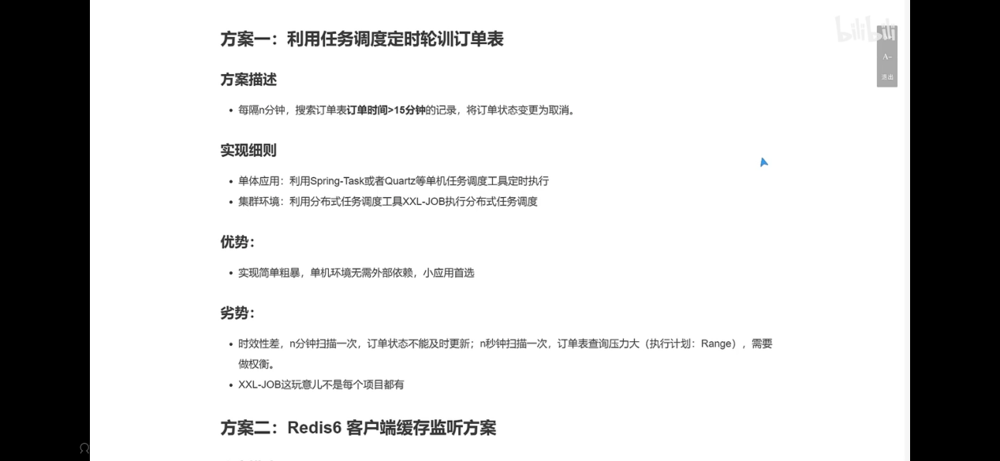 bilibili
方案一：利用任务调度定时轮训订单表
A-
退出
方案描述
每隔n分钟，搜索订单表订单时间>15分钟的记录，将订单状态变更为取消。
实现细则
单体应用：利用Spring-Task或者Quartz等单机任务调度工具定时执行
集群环境：利用分布式任务调度工具XXL-JOB执行分布式任务调度
优势：
实现简单粗暴，单机环境无需外部依赖，小应用首选
劣势：
时效性差，n分钟扫描一次，订单状态不能及时更新；n秒钟扫描一次，订单表查询压力大（执行计划：Range），需要
做权衡。
XXL-JOB这玩意儿不是每个项目都有
方案二：Redis6 客户端缓存监听方案